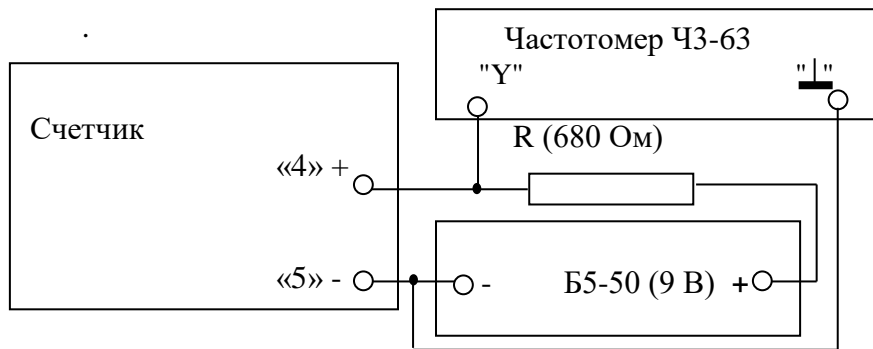 .
Частотомер Ч3-63
"Y" "⊥"
Счетчик
R (680 Ом)
«4» +
«5» -
- Б5-50 (9 В) +